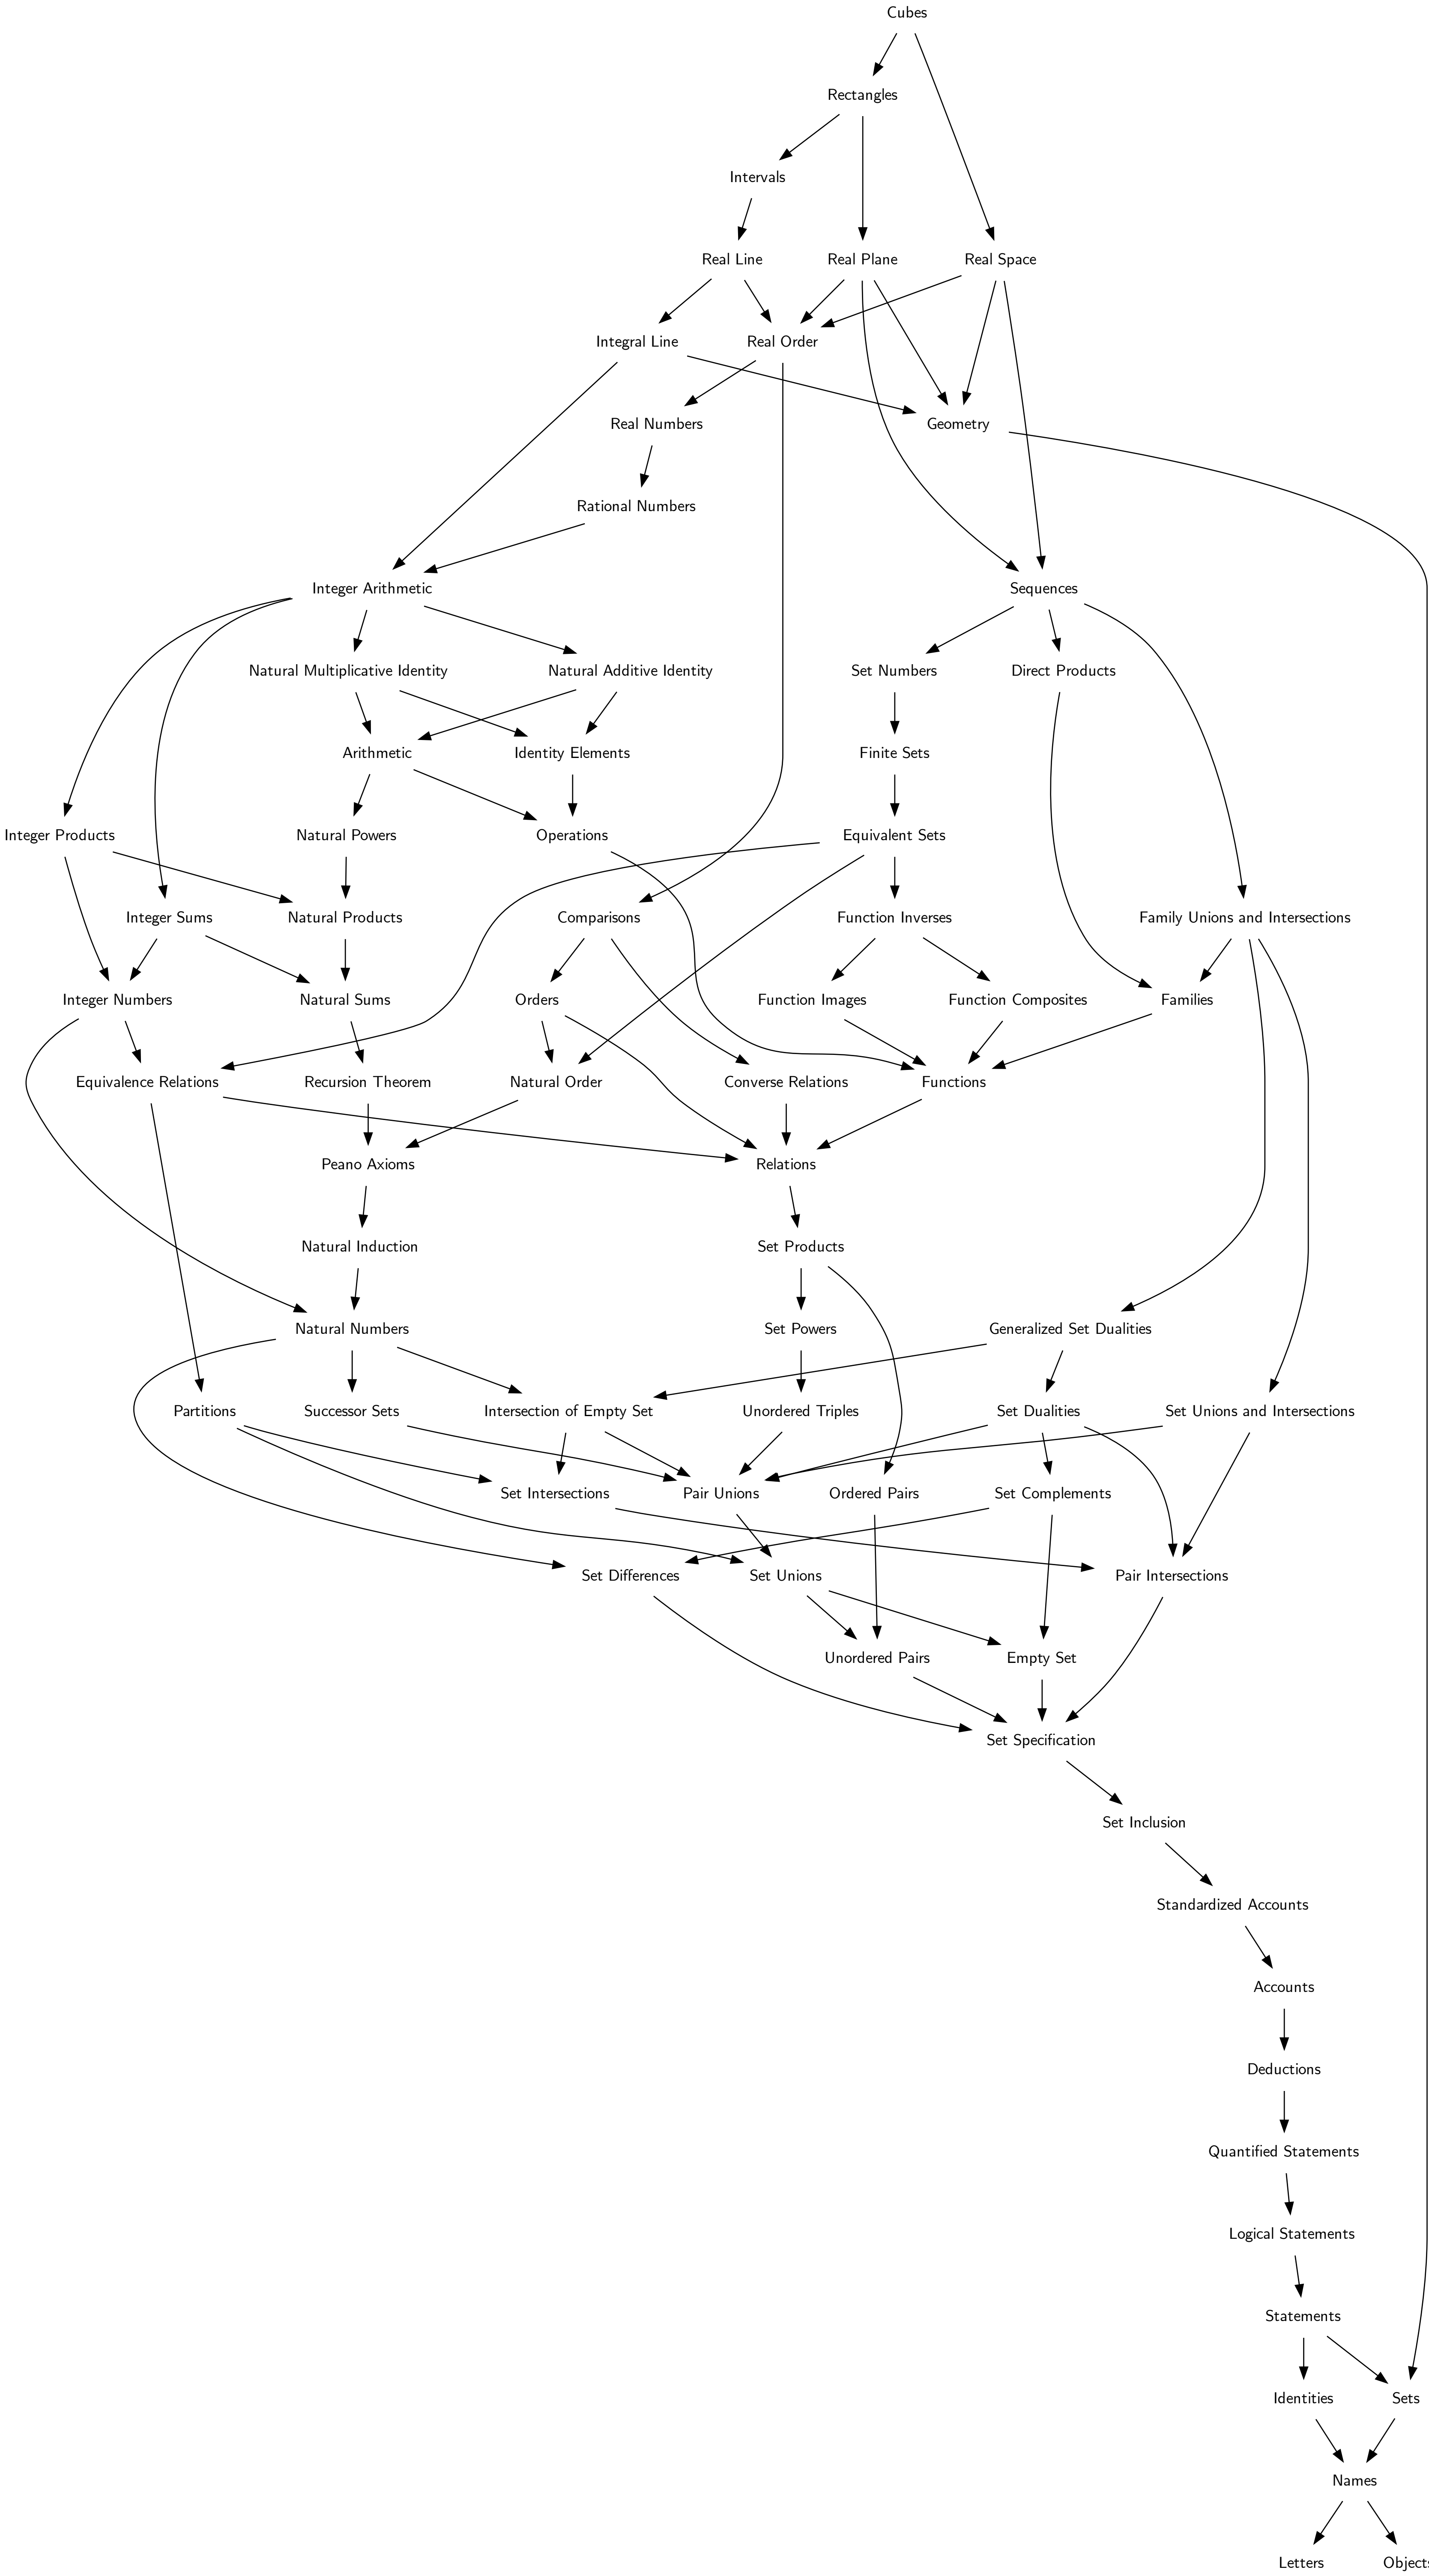 Cubes
Rectangles
Intervals
Real Line
Real Plane
Real Space
Integral Line
Real Order
Real Numbers
Geometry
Rational Numbers
Integer Arithmetic
Sequences
Natural Multiplicative Identity
Natural Additive Identity
Set Numbers
Direct Products
Arithmetic
Identity Elements
Finite Sets
Integer Products
Natural Powers
Operations
Equivalent Sets
Integer Sums
Natural Products
Comparisons
Function Inverses
Family Unions and Intersections
Integer Numbers
Natural Sums
Orders
Function Images
Function Composites
Families
Equivalence Relations
Recursion Theorem
Natural Order
Converse Relations
Functions
Peano Axioms
Relations
Natural Induction
Set Products
Natural Numbers
Set Powers
Generalized Set Dualities
Partitions
Successor Sets
Intersection of Empty Set
Unordered Triples
Set Dualities
Set Unions and Intersections
Set Intersections
Pair Unions
Ordered Pairs
Set Complements
Set Differences
Set Unions
Pair Intersections
Unordered Pairs
Empty Set
Set Specification
Set Inclusion
Standardized Accounts
Accounts
Deductions
Quantified Statements
Logical Statements
Statements
Identities
Sets
Names
Letters
Objects